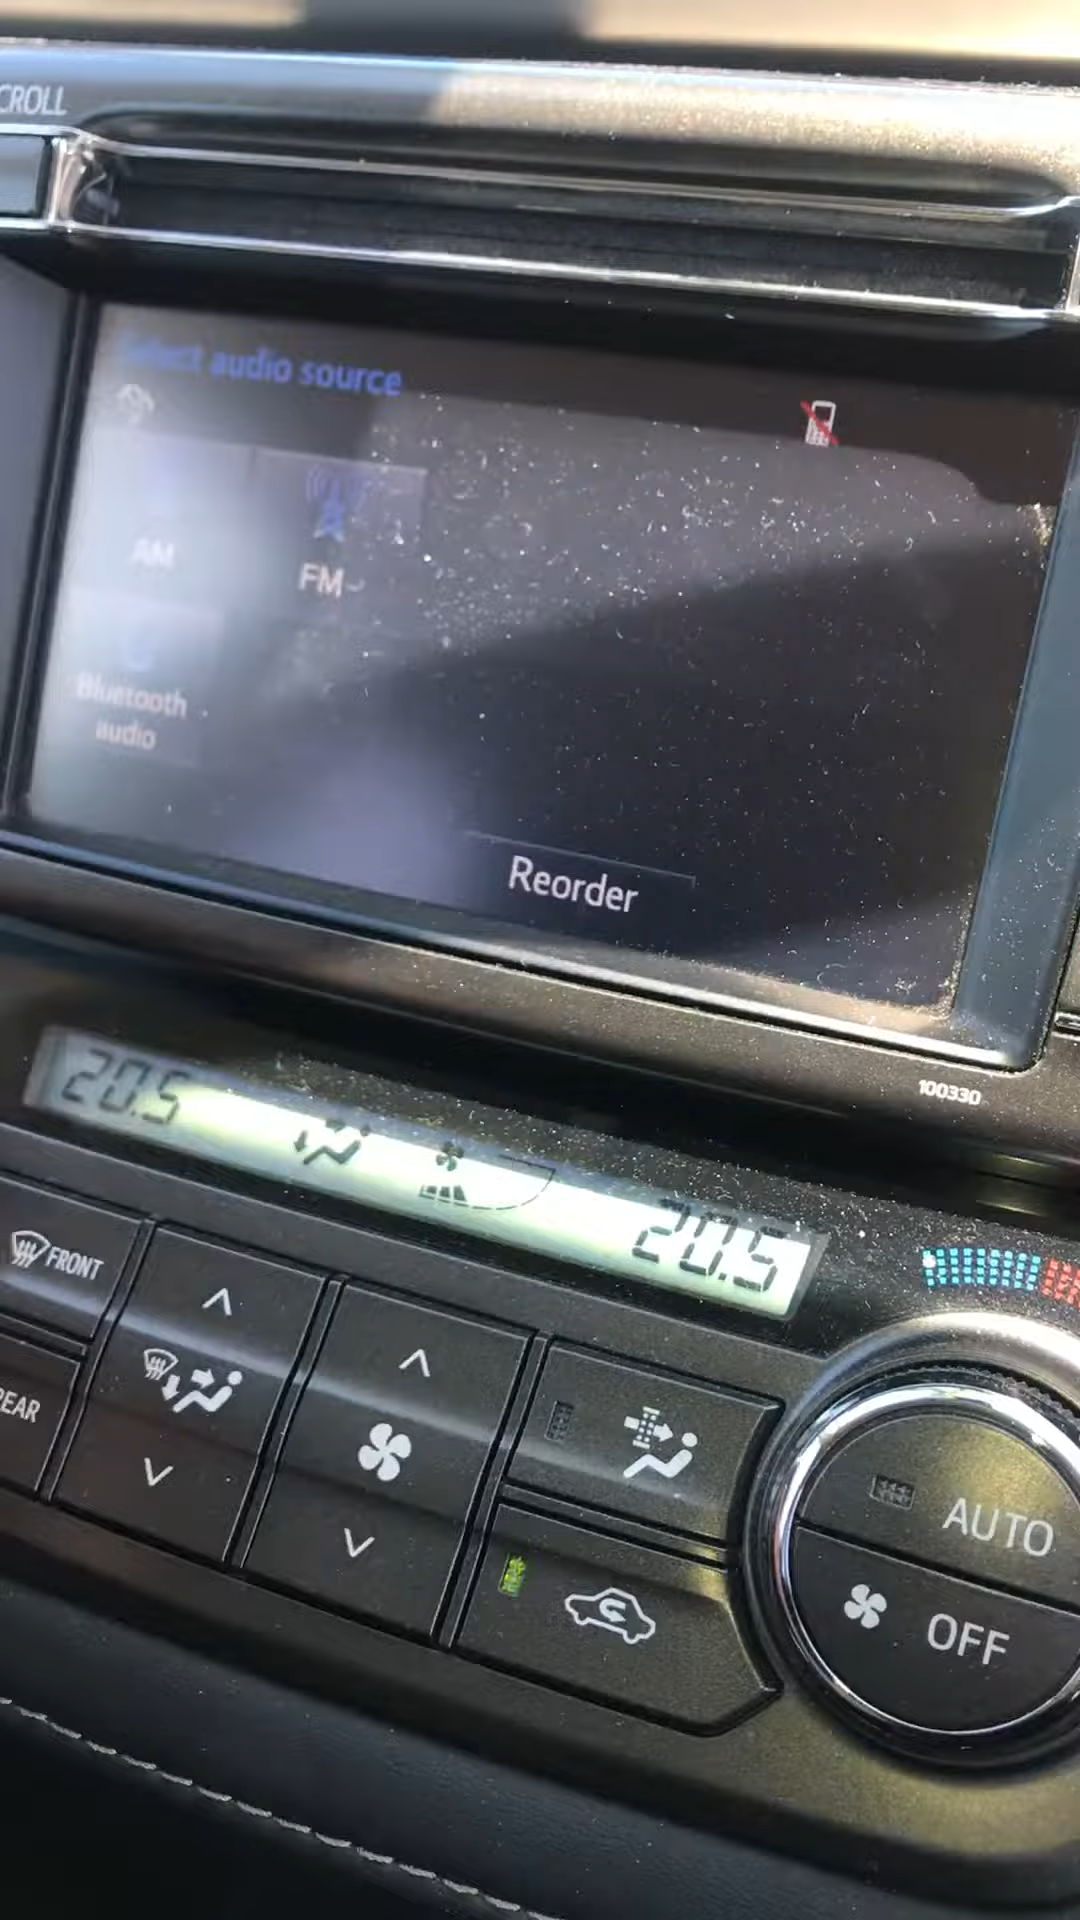 CROLL
Select audio source
AM
FM
Bluetooth
audio
Reorder
100330
20.5
20.5
FRONT
REAR
AUTO
OFF